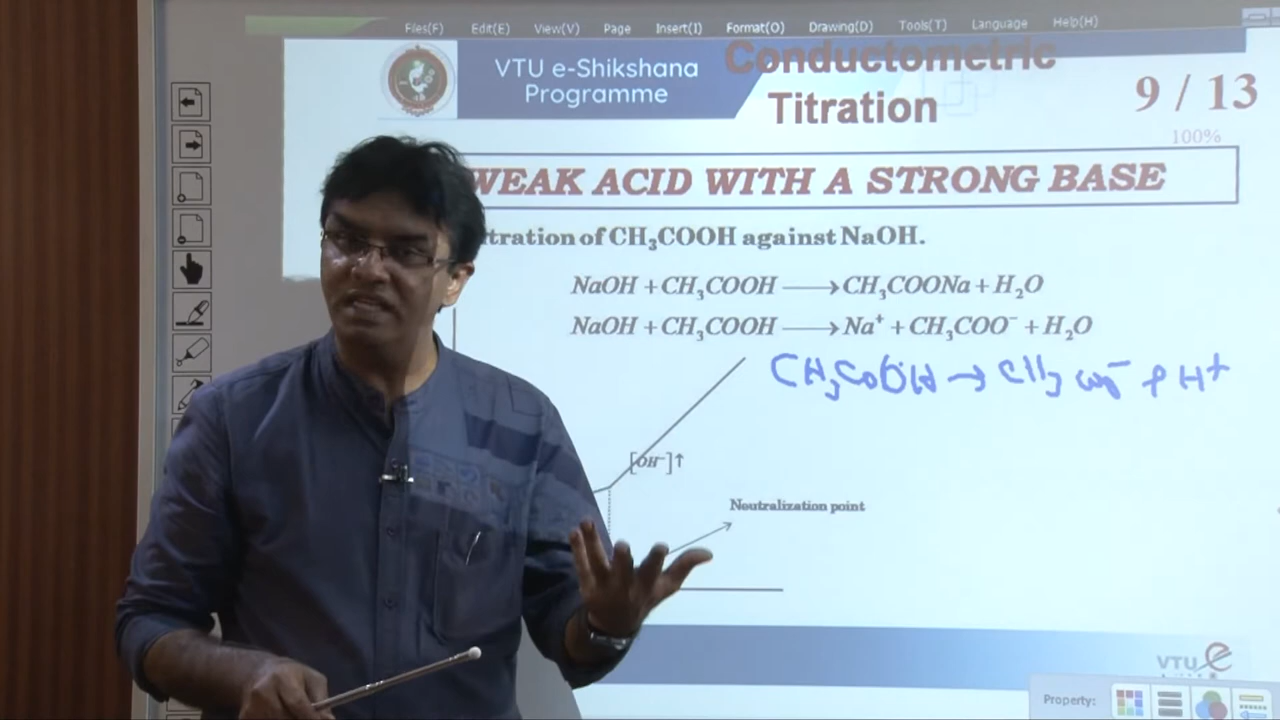 Files(F) Edit(E) View(V) Page Insert(I) Format(O) Drawing(D) Tools(T) Language Help(H)
VTU e-Shikshana
Programme
Conductometric
Titration
9 / 13
100%
WEAK ACID WITH A STRONG BASE
tration of CH₃COOH against NaOH.
NaOH + CH₃COOH ⟶ CH₃COONa + H₂O
NaOH + CH₃COOH ⟶ Na⁺ + CH₃COO⁻ + H₂O
CH₃COOH → CH₃COO⁻ + H⁺
[OH⁻]↑
Neutralization point
VTU e
Property: